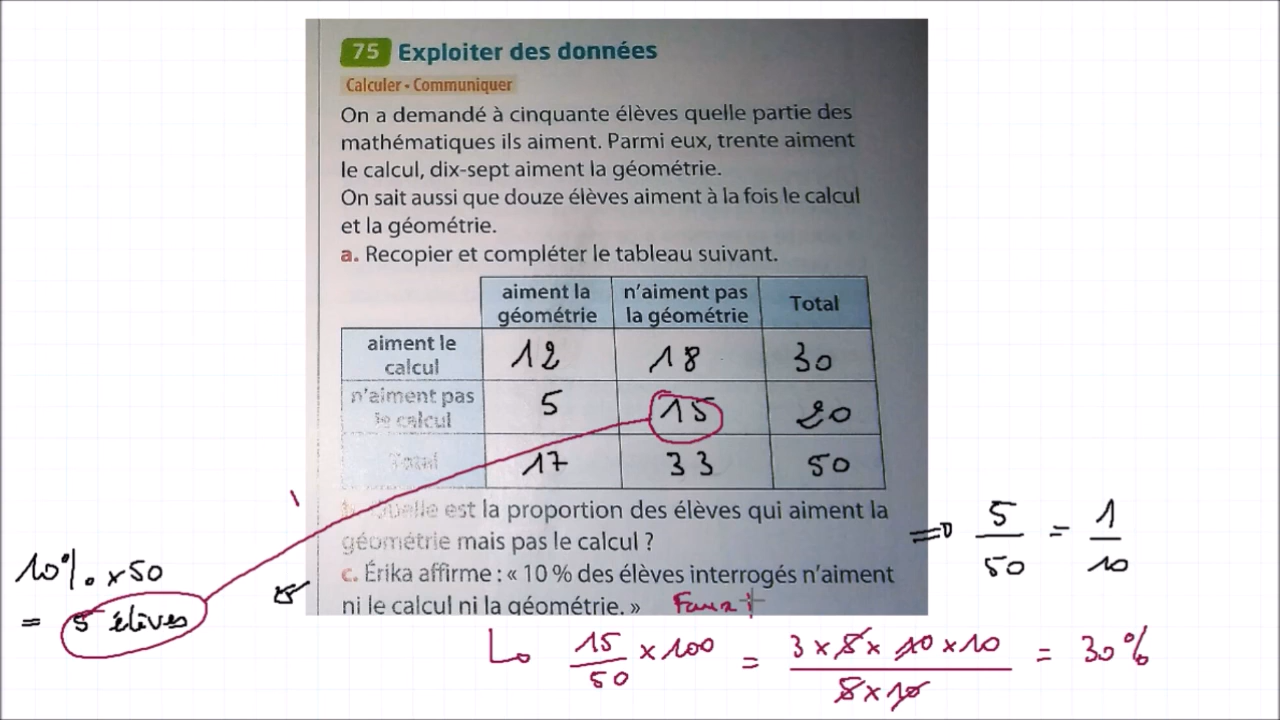 75 Exploiter des données
Calculer • Communiquer
On a demandé à cinquante élèves quelle partie des
mathématiques ils aiment. Parmi eux, trente aiment
le calcul, dix-sept aiment la géométrie.
On sait aussi que douze élèves aiment à la fois le calcul
et la géométrie.
a. Recopier et compléter le tableau suivant.
aiment la géométrie n'aiment pas la géométrie Total
aiment le calcul 12 18 30
n'aiment pas le calcul 5 15 20
Total 17 33 50
b. Quelle est la proportion des élèves qui aiment la
géométrie mais pas le calcul ?
⇒ 5/50 = 1/10
c. Érika affirme : « 10 % des élèves interrogés n'aiment
ni le calcul ni la géométrie. » Faux !
10% × 50
= 5 élèves
15/50 × 100 = 3 × 5 × 10 × 10 / 5 × 10 = 30%